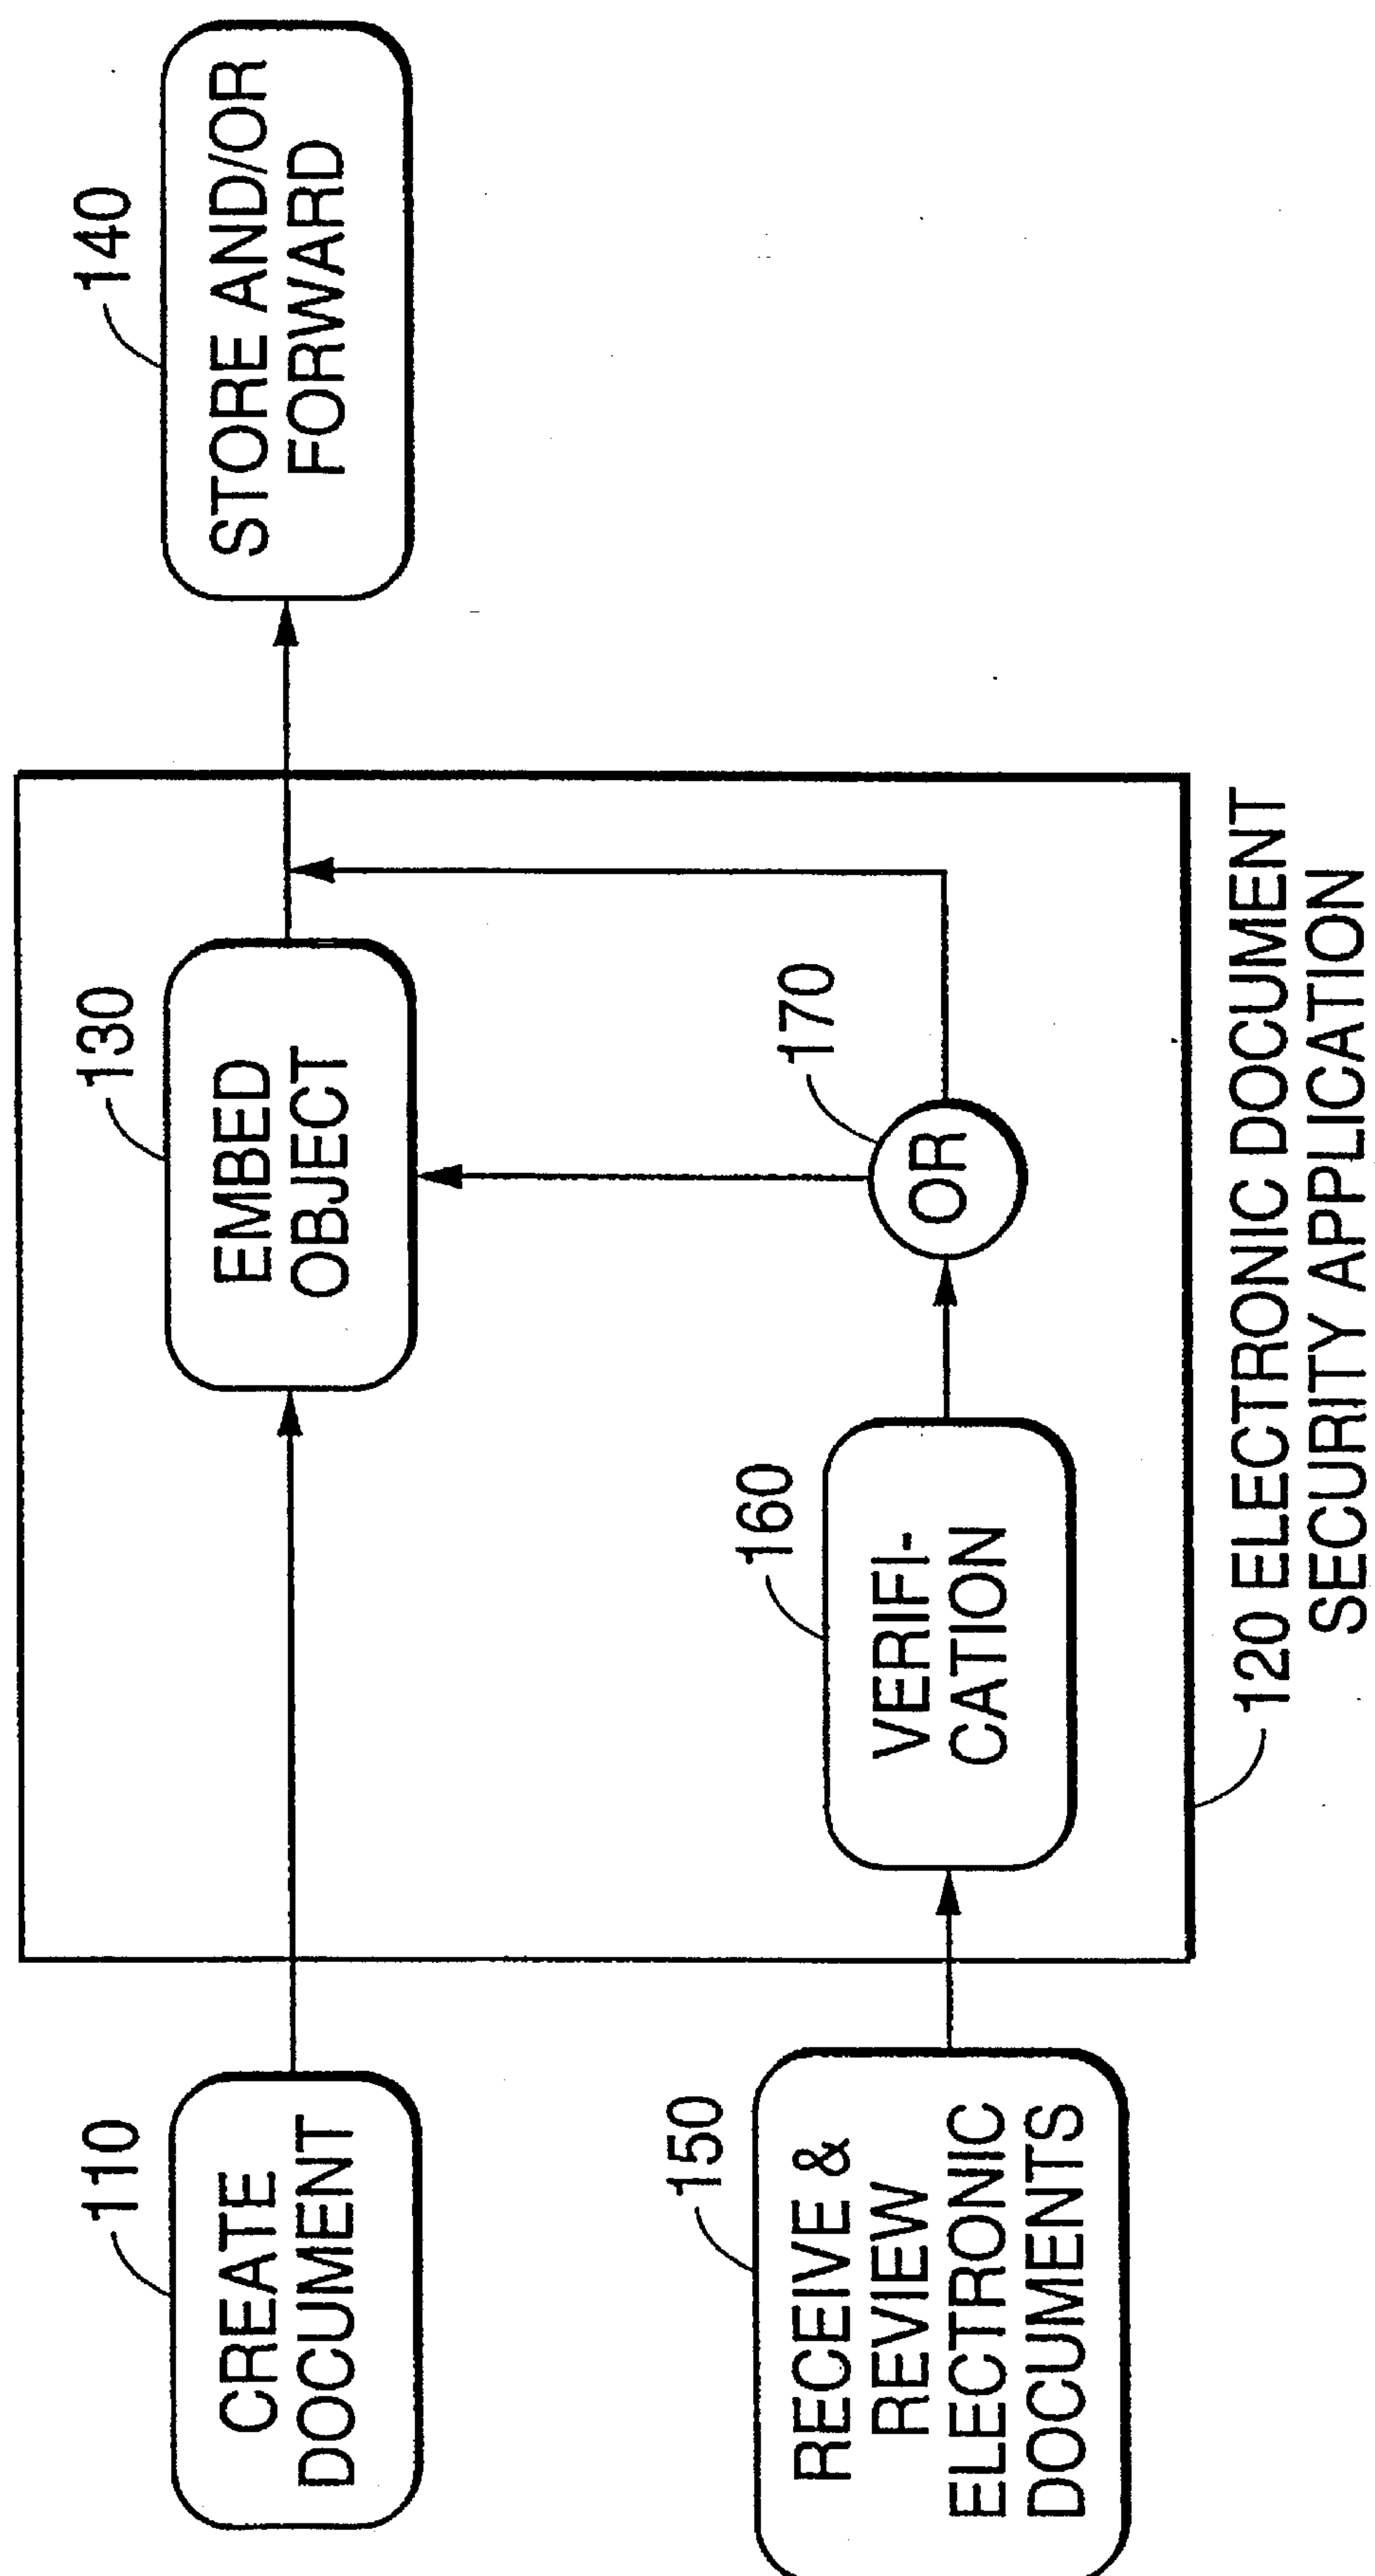 110
CREATE
DOCUMENT
130
EMBED
OBJECT
140
STORE AND/OR
FORWARD
150
RECEIVE &
REVIEW
ELECTRONIC
DOCUMENTS
160
VERIFI-
CATION
170
OR
120 ELECTRONIC DOCUMENT
SECURITY APPLICATION